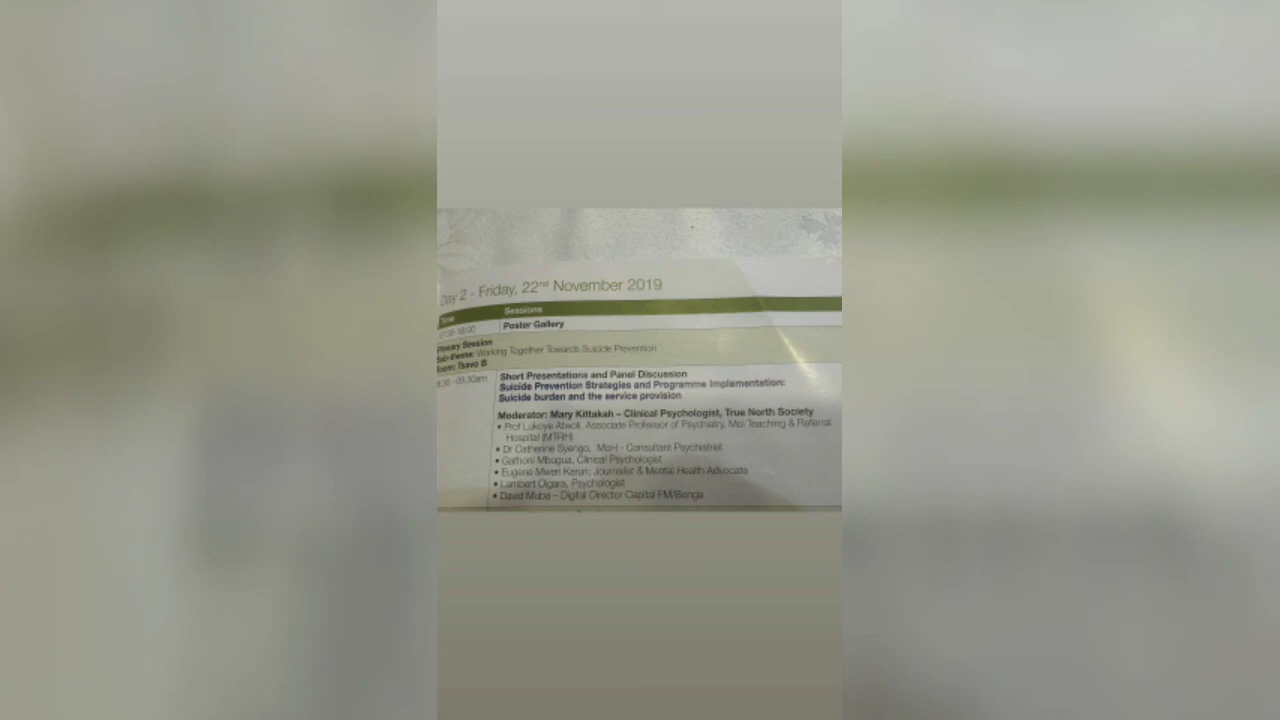 Day 2 - Friday, 22nd November 2019
Time Sessions
Poster Gallery
Plenary Session
Sub-theme: Working Together Towards Suicide Prevention
Room: Tsavo B
Short Presentations and Panel Discussion
Suicide Prevention Strategies and Programme Implementation:
Suicide burden and the service provision
Moderator: Mary Kittakah – Clinical Psychologist, True North Society
• Prof Lukoye Atwoli, Associate Professor of Psychiatry, Moi Teaching & Referral
Hospital (MTRH)
• Dr Catherine Syengo, MoH - Consultant Psychiatrist
• Gathoni Mbugua, Clinical Psychologist
• Eugene Mweri Karuri; Journalist & Mental Health Advocate
• Lambert Olgara, Psychologist
• David Muba – Digital Director Capital FM/Bonga